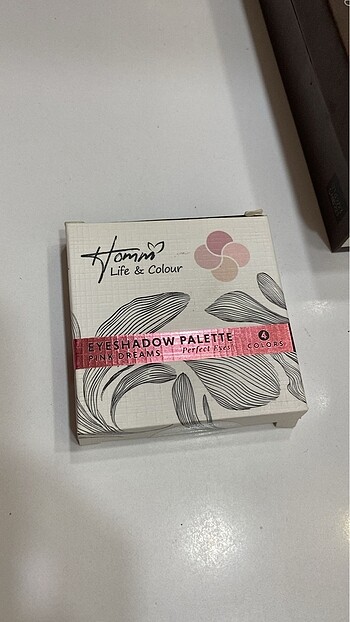 Homm
Life & Colour
EYESHADOW PALETTE
PINK DREAMS
Perfect Eyes
4
COLORS